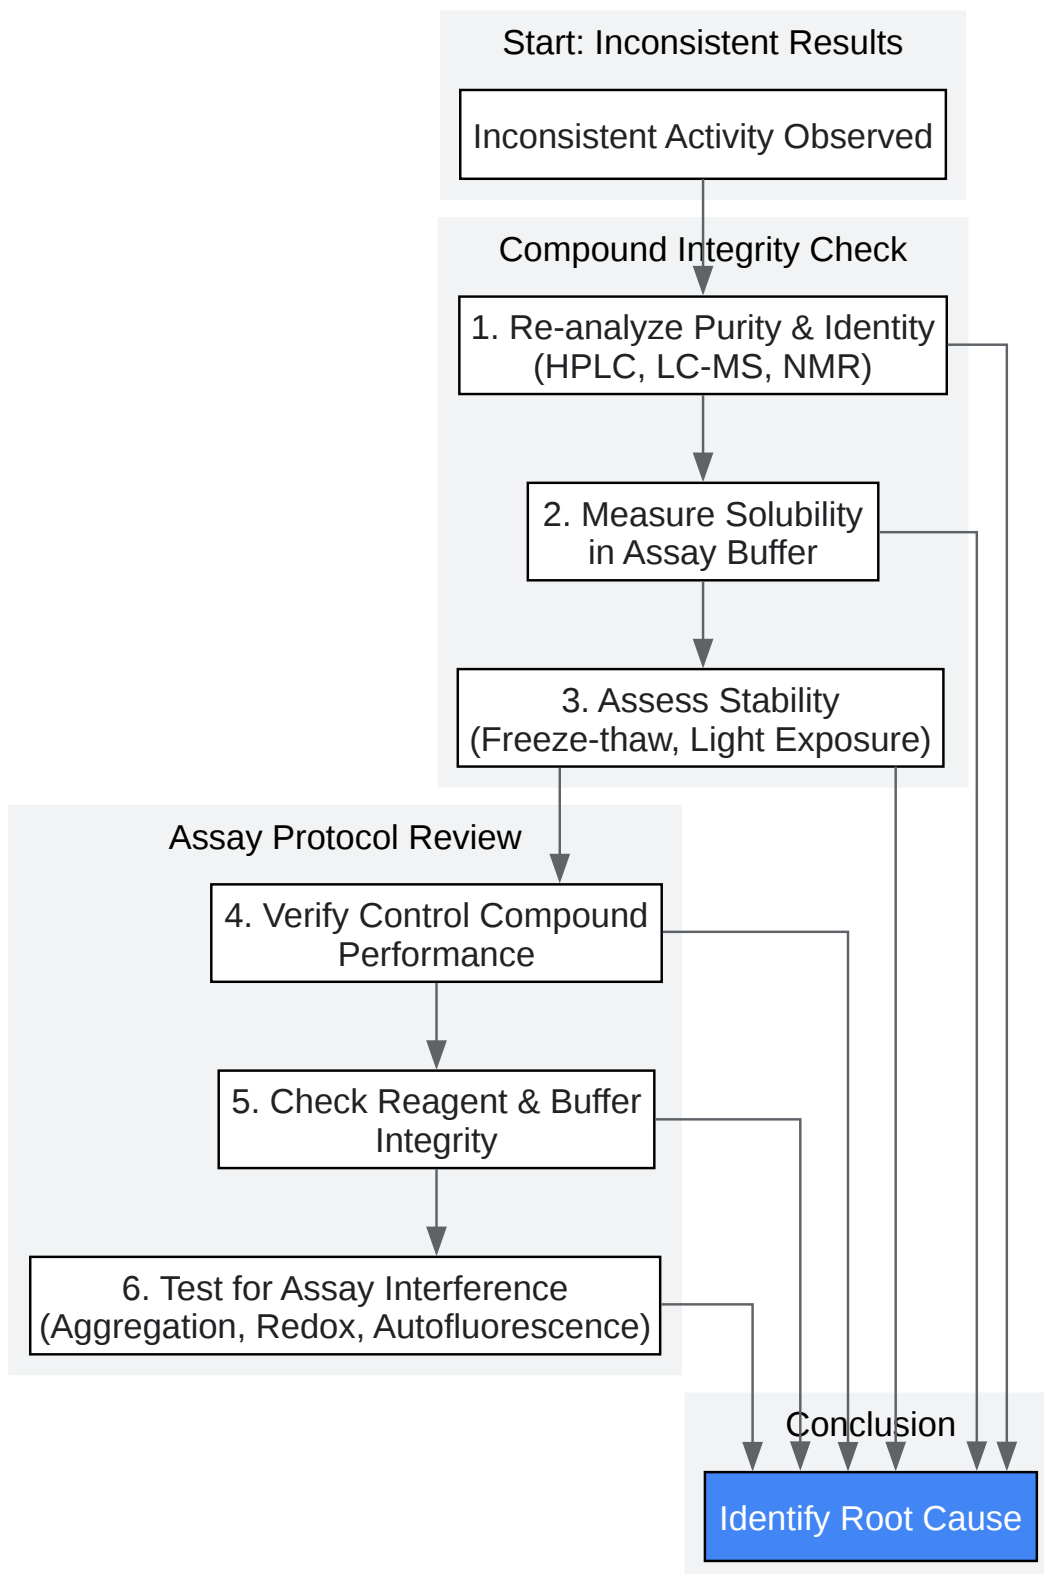 Start: Inconsistent Results
Inconsistent Activity Observed
Compound Integrity Check
1. Re-analyze Purity & Identity
(HPLC, LC-MS, NMR)
2. Measure Solubility
in Assay Buffer
3. Assess Stability
(Freeze-thaw, Light Exposure)
Assay Protocol Review
4. Verify Control Compound
Performance
5. Check Reagent & Buffer
Integrity
6. Test for Assay Interference
(Aggregation, Redox, Autofluorescence)
Conclusion
Identify Root Cause